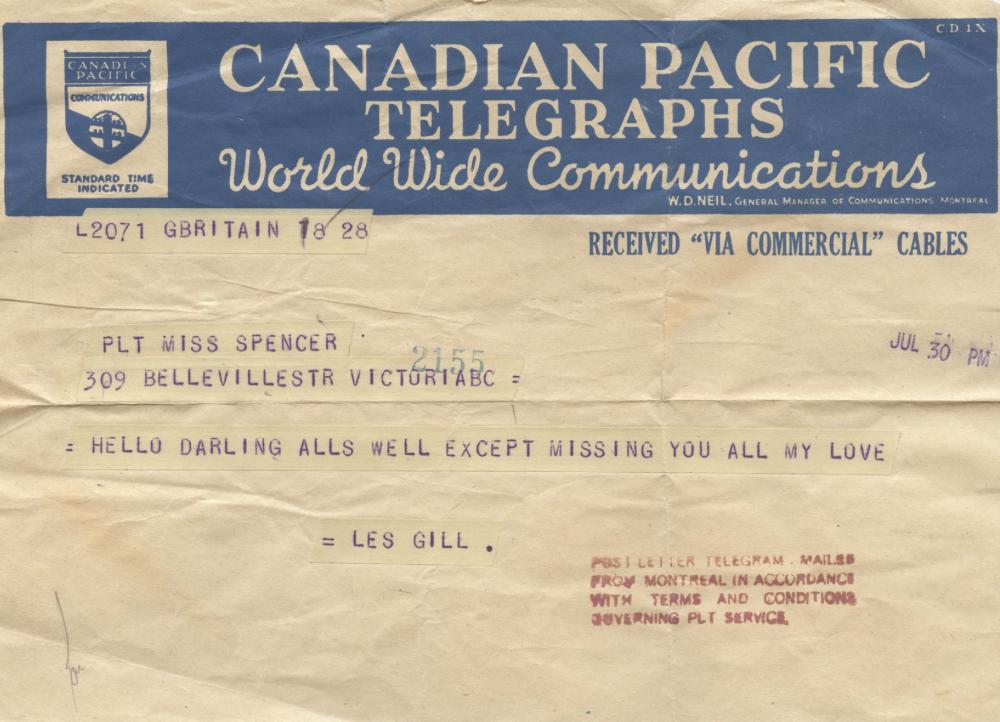 CD 1X
CANADIAN PACIFIC
TELEGRAPHS
World Wide Communications
W.D. NEIL, GENERAL MANAGER OF COMMUNICATIONS MONTREAL
CANADIAN
PACIFIC
COMMUNICATIONS
STANDARD TIME
INDICATED
L2071 GBRITAIN 18 28
RECEIVED "VIA COMMERCIAL" CABLES
PLT MISS SPENCER
2155
JUL 30 PM
309 BELLEVILLESTR VICTORIABC =
= HELLO DARLING ALLS WELL EXCEPT MISSING YOU ALL MY LOVE
= LES GILL .
POST LETTER TELEGRAM. MAILED
FROM MONTREAL IN ACCORDANCE
WITH TERMS AND CONDITIONS
GOVERNING PLT SERVICE.